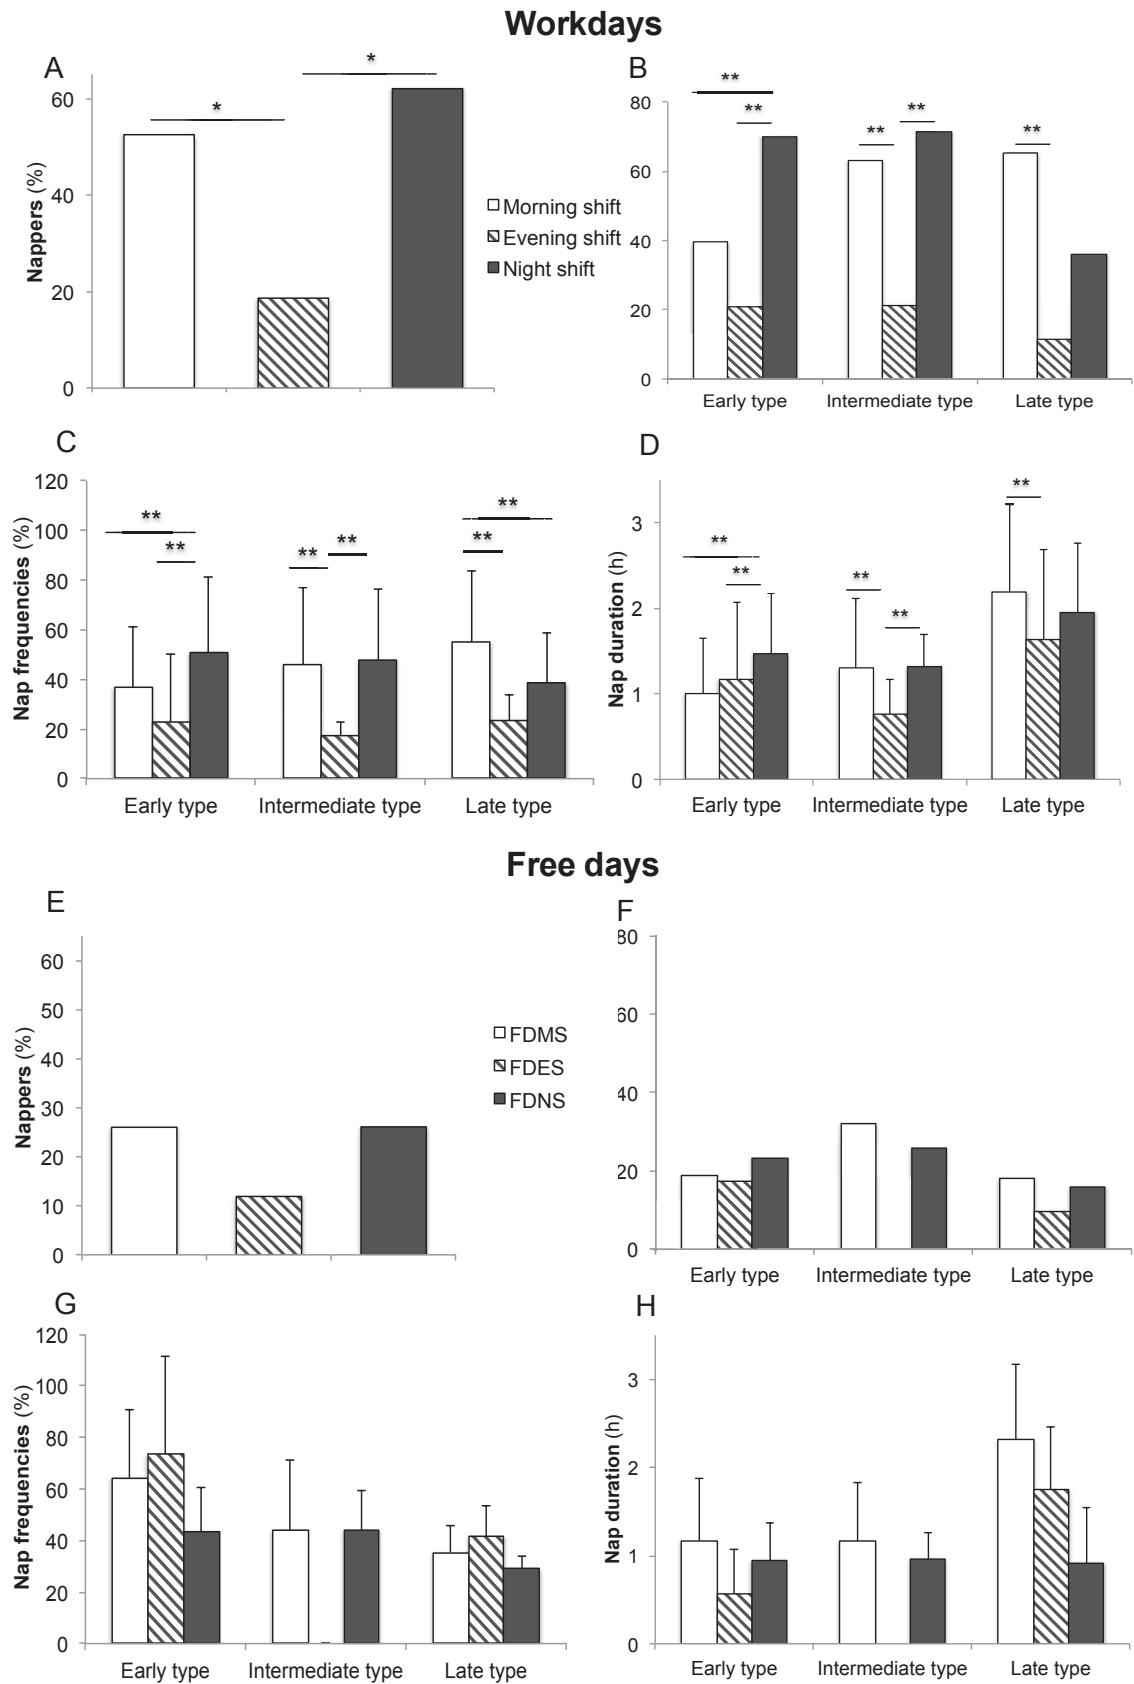 Workdays
A
Nappers (%)
60
40
20
0
*
*
Morning shift
Evening shift
Night shift
B
80
60
40
20
0
**
**
**
**
**
Early type
Intermediate type
Late type
C
Nap frequencies (%)
120
100
80
60
40
20
0
**
**
**
**
**
**
Early type
Intermediate type
Late type
D
Nap duration (h)
3
2
1
0
**
**
**
**
**
Early type
Intermediate type
Late type
Free days
E
Nappers (%)
60
50
40
30
20
10
0
FDMS
FDES
FDNS
F
80
60
40
20
0
Early type
Intermediate type
Late type
G
Nap frequencies (%)
120
100
80
60
40
20
0
Early type
Intermediate type
Late type
H
Nap duration (h)
3
2
1
0
Early type
Intermediate type
Late type